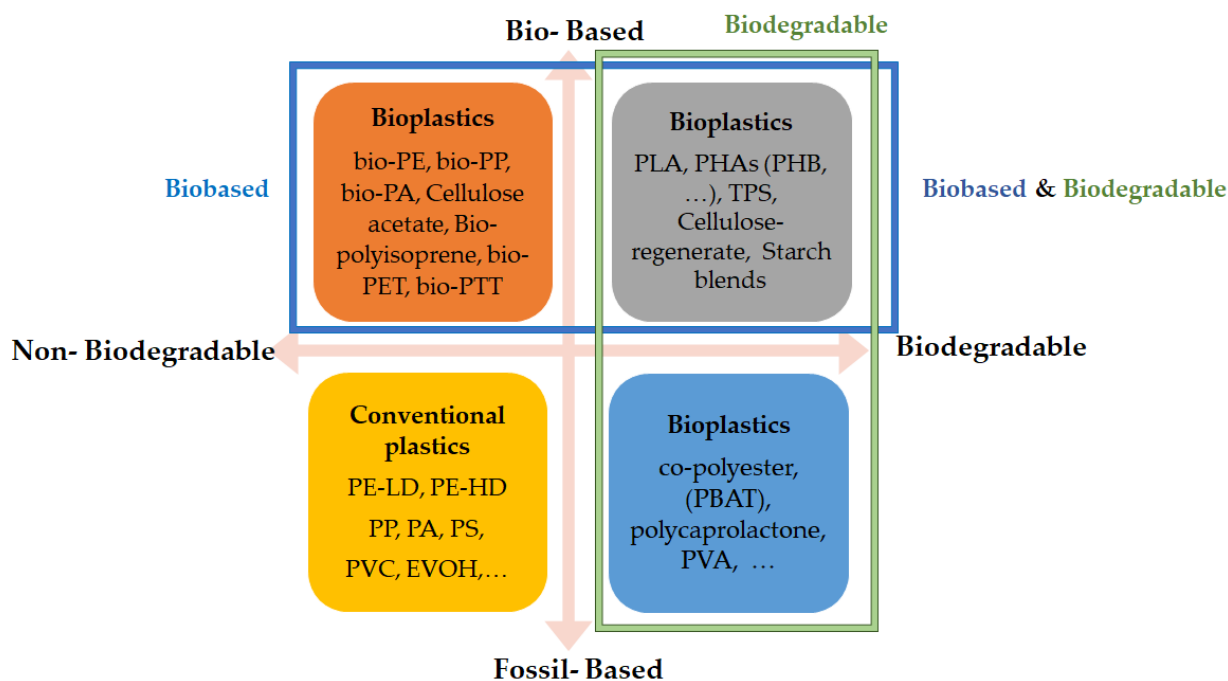 Bio- Based
Biodegradable
Bioplastics
bio-PE, bio-PP,
bio-PA, Cellulose
acetate, Bio-
polyisoprene, bio-
PET, bio-PTT
Bioplastics
PLA, PHAs (PHB,
…), TPS,
Cellulose-
regenerate, Starch
blends
Biobased
Biobased & Biodegradable
Non- Biodegradable
Biodegradable
Conventional
plastics
PE-LD, PE-HD
PP, PA, PS,
PVC, EVOH,…
Bioplastics
co-polyester,
(PBAT),
polycaprolactone,
PVA, …
Fossil- Based